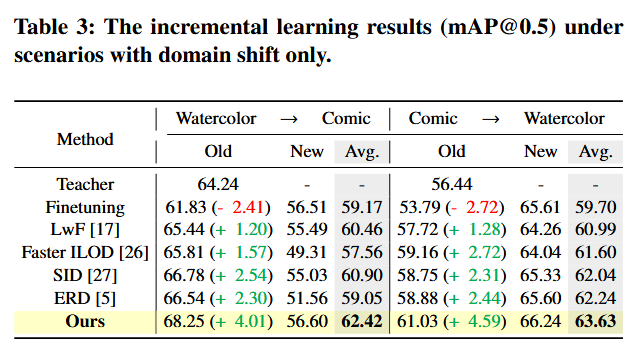 Table 3: The incremental learning results (mAP@0.5) under
scenarios with domain shift only.
Method Watercolor → Comic Comic → Watercolor
Old New Avg. Old New Avg.
Teacher 64.24 - - 56.44 - -
Finetuning 61.83 (- 2.41) 56.51 59.17 53.79 (- 2.72) 65.61 59.70
LwF [17] 65.44 (+ 1.20) 55.49 60.46 57.72 (+ 1.28) 64.26 60.99
Faster ILOD [26] 65.81 (+ 1.57) 49.31 57.56 59.16 (+ 2.72) 64.04 61.60
SID [27] 66.78 (+ 2.54) 55.03 60.90 58.75 (+ 2.31) 65.33 62.04
ERD [5] 66.54 (+ 2.30) 51.56 59.05 58.88 (+ 2.44) 65.60 62.24
Ours 68.25 (+ 4.01) 56.60 62.42 61.03 (+ 4.59) 66.24 63.63